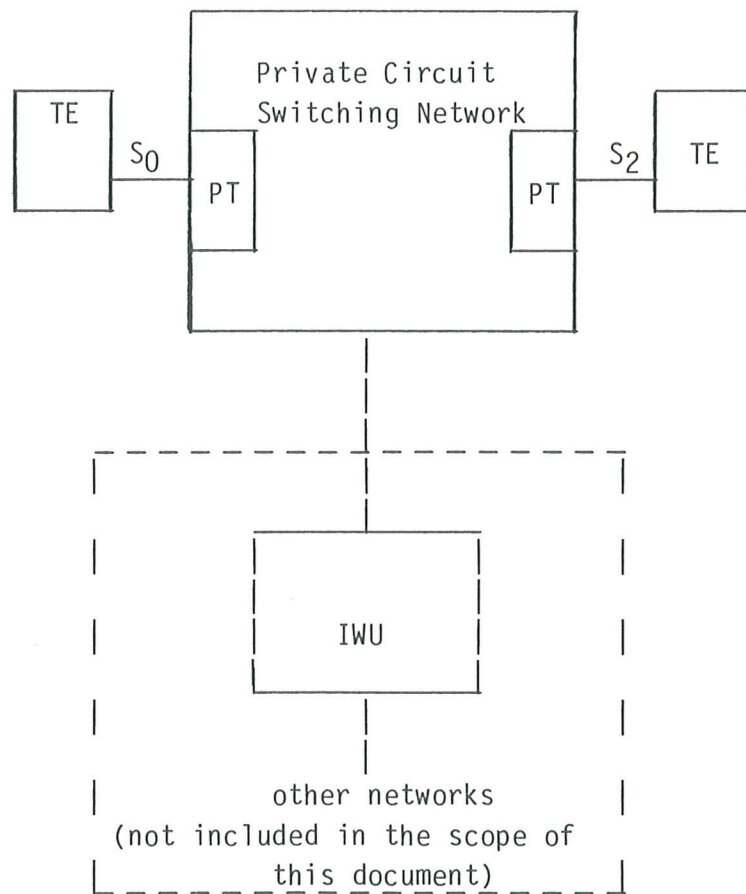 Private Circuit
Switching Network
TE
S0
PT
PT
S2
TE
IWU
other networks
(not included in the scope of
this document)